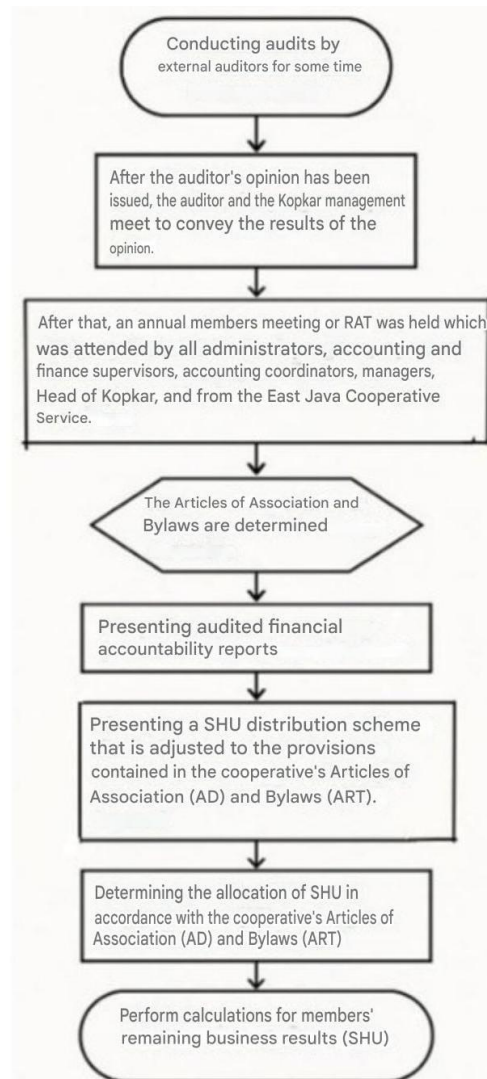 Conducting audits by
external auditors for some time
After the auditor's opinion has been
issued, the auditor and the Kopkar management
meet to convey the results of the
opinion.
After that, an annual members meeting or RAT was held which
was attended by all administrators, accounting and
finance supervisors, accounting coordinators, managers,
Head of Kopkar, and from the East Java Cooperative
Service.
The Articles of Association and
Bylaws are determined
Presenting audited financial
accountability reports
Presenting a SHU distribution scheme
that is adjusted to the provisions
contained in the cooperative's Articles of
Association (AD) and Bylaws (ART).
Determining the allocation of SHU in
accordance with the cooperative's Articles of
Association (AD) and Bylaws (ART)
Perform calculations for members'
remaining business results (SHU)